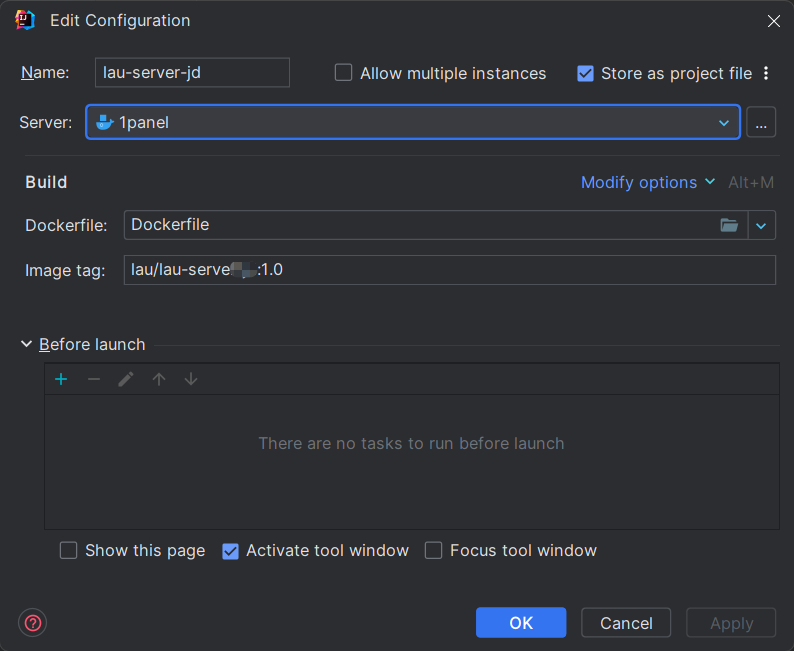 Edit Configuration
Name: lau-server-jd Allow multiple instances Store as project file
Server: 1panel ...
Build Modify options Alt+M
Dockerfile: Dockerfile
Image tag: lau/lau-serve :1.0
Before launch
There are no tasks to run before launch
Show this page Activate tool window Focus tool window
? OK Cancel Apply